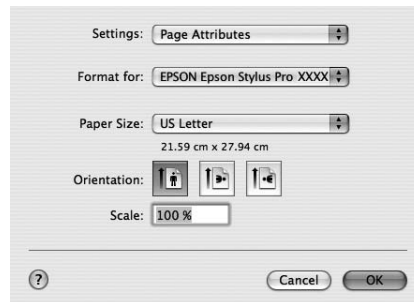 Settings: Page Attributes
Format for: EPSON Epson Stylus Pro XXXX
Paper Size: US Letter
21.59 cm x 27.94 cm
Orientation:
Scale: 100 %
? Cancel OK